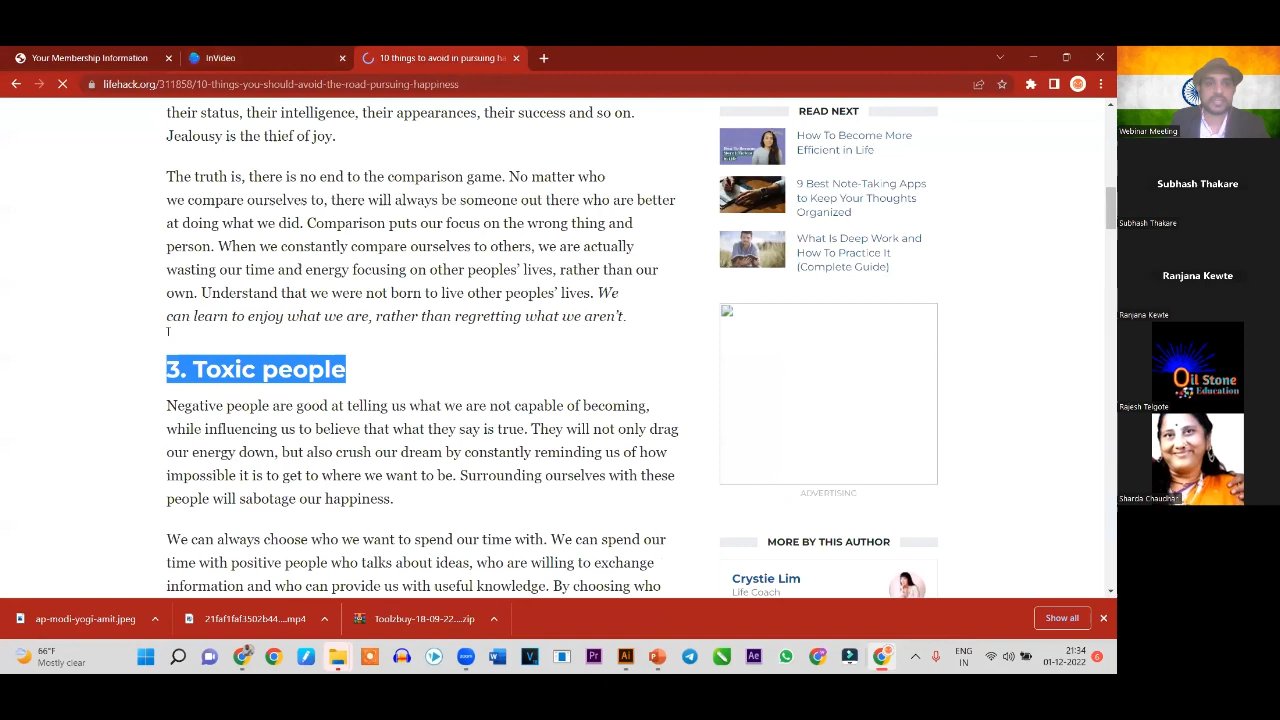 Your Membership Information
InVideo
10 things to avoid in pursuing ha
lifehack.org/311858/10-things-you-should-avoid-the-road-pursuing-happiness
their status, their intelligence, their appearances, their success and so on.
Jealousy is the thief of joy.
The truth is, there is no end to the comparison game. No matter who
we compare ourselves to, there will always be someone out there who are better
at doing what we did. Comparison puts our focus on the wrong thing and
person. When we constantly compare ourselves to others, we are actually
wasting our time and energy focusing on other peoples' lives, rather than our
own. Understand that we were not born to live other peoples' lives. We
can learn to enjoy what we are, rather than regretting what we aren't.
3. Toxic people
Negative people are good at telling us what we are not capable of becoming,
while influencing us to believe that what they say is true. They will not only drag
our energy down, but also crush our dream by constantly reminding us of how
impossible it is to get to where we want to be. Surrounding ourselves with these
people will sabotage our happiness.
We can always choose who we want to spend our time with. We can spend our
time with positive people who talks about ideas, who are willing to exchange
information and who can provide us with useful knowledge. By choosing who
READ NEXT
How To Become More
Efficient in Life
9 Best Note-Taking Apps
to Keep Your Thoughts
Organized
What Is Deep Work and
How To Practice It
(Complete Guide)
ADVERTISING
MORE BY THIS AUTHOR
Crystie Lim
Life Coach
Webinar Meeting
Subhash Thakare
Subhash Thakare
Ranjana Kewte
Ranjana Kewte
Oil Stone
Education
Rajesh Telgote
Sharda Chaudhari
ap-modi-yogi-amit.jpeg
21faf1faf3502b44....mp4
Toolzbuy-18-09-22....zip
Show all
66°F
Mostly clear
ENG
IN
21:34
01-12-2022
6